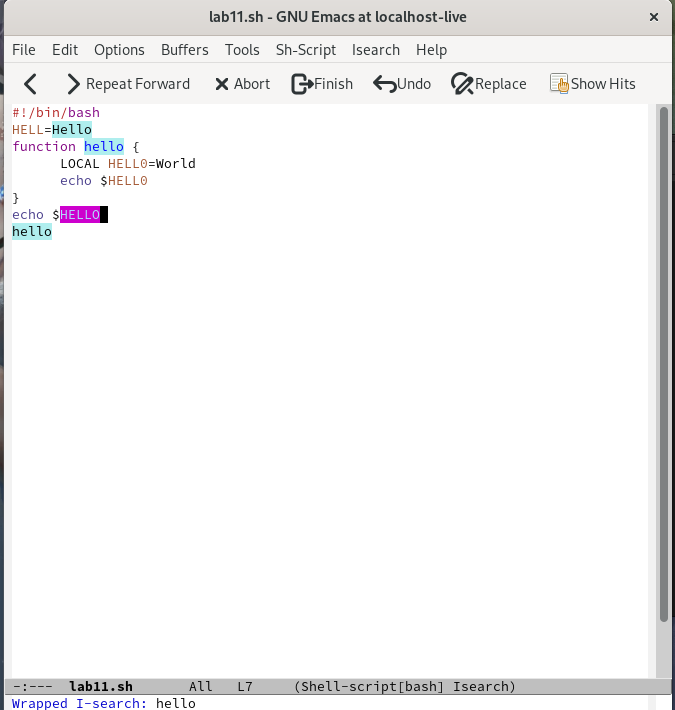 lab11.sh - GNU Emacs at localhost-live
File Edit Options Buffers Tools Sh-Script Isearch Help
Repeat Forward Abort Finish Undo Replace Show Hits
#!/bin/bash
HELL=Hello
function hello {
LOCAL HELL0=World
echo $HELL0
}
echo $HELLO
hello
-:--- lab11.sh All L7 (Shell-script[bash] Isearch)
Wrapped I-search: hello